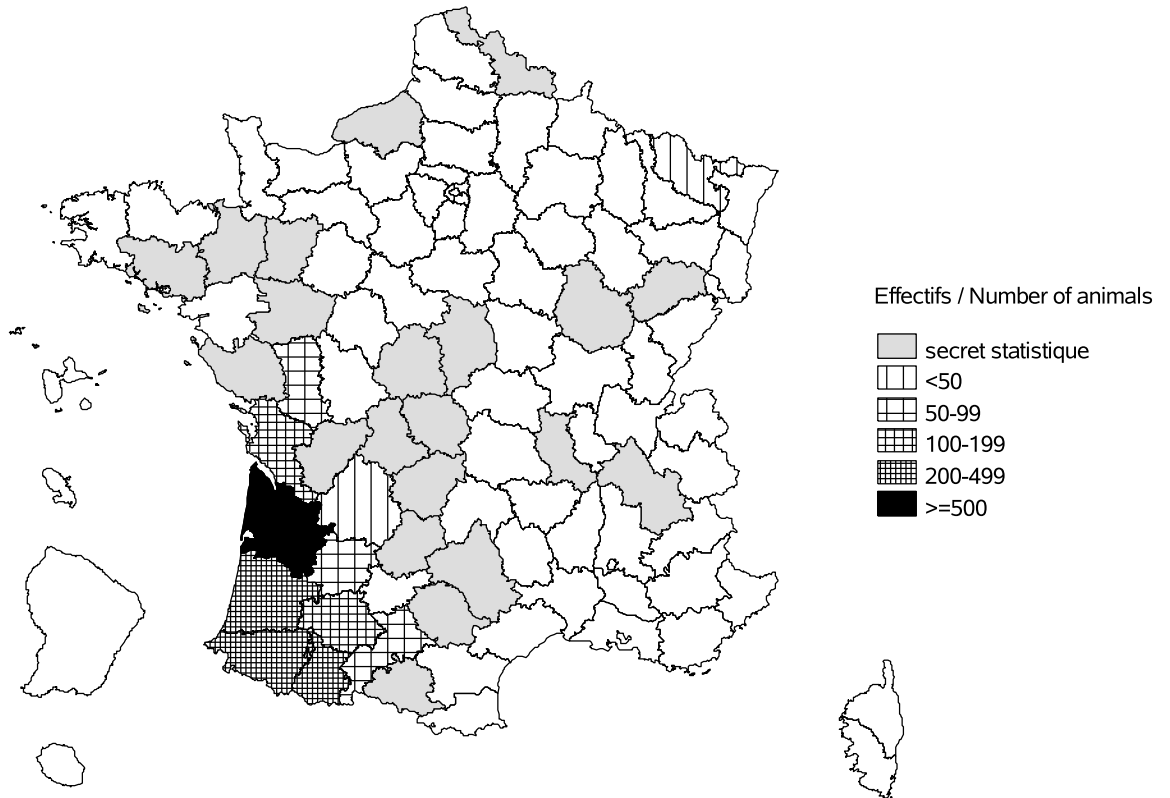 Effectifs / Number of animals
secret statistique
<50
50-99
100-199
200-499
>=500